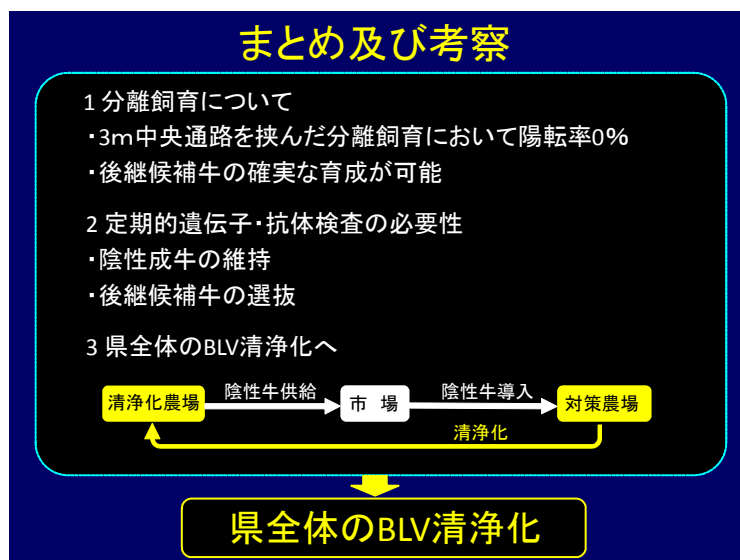 まとめ及び考察
1 分離飼育について
・3m中央通路を挟んだ分離飼育において陽転率0%
・後継候補牛の確実な育成が可能
2 定期的遺伝子・抗体検査の必要性
・陰性成牛の維持
・後継候補牛の選抜
3 県全体のBLV清浄化へ
清浄化農場 陰性牛供給 市 場 陰性牛導入 対策農場
清浄化
県全体のBLV清浄化